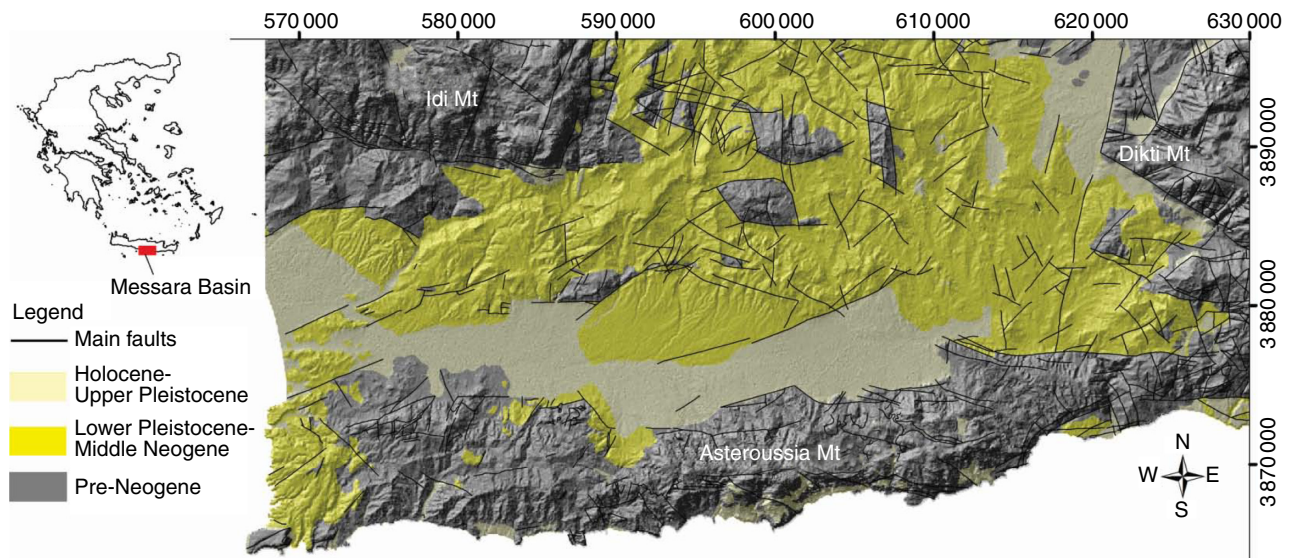 570 000 580 000 590 000 600 000 610 000 620 000 630 000
Idi Mt
Dikti Mt
3 890 000
Messara Basin
3 880 000
Legend
Main faults
Holocene-
Upper Pleistocene
Lower Pleistocene-
Middle Neogene
Pre-Neogene
Asteroussia Mt
3 870 000
N
W E
S